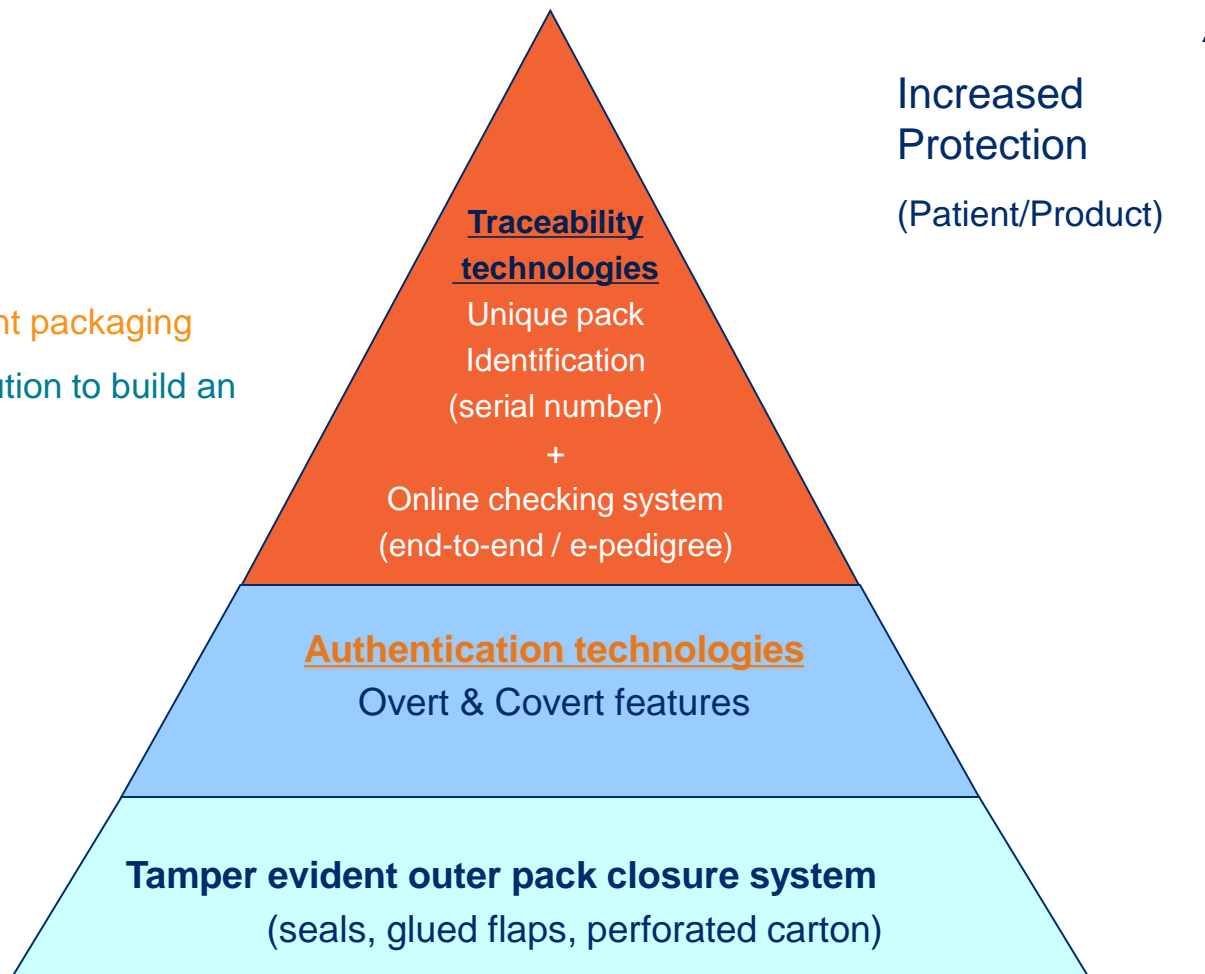 Increased
Protection
(Patient/Product)
Traceability
technologies
Unique pack
Identification
(serial number)
+
Online checking system
(end-to-end / e-pedigree)
packaging
to build an
Authentication technologies
Overt & Covert features
Tamper evident outer pack closure system
(seals, glued flaps, perforated carton)